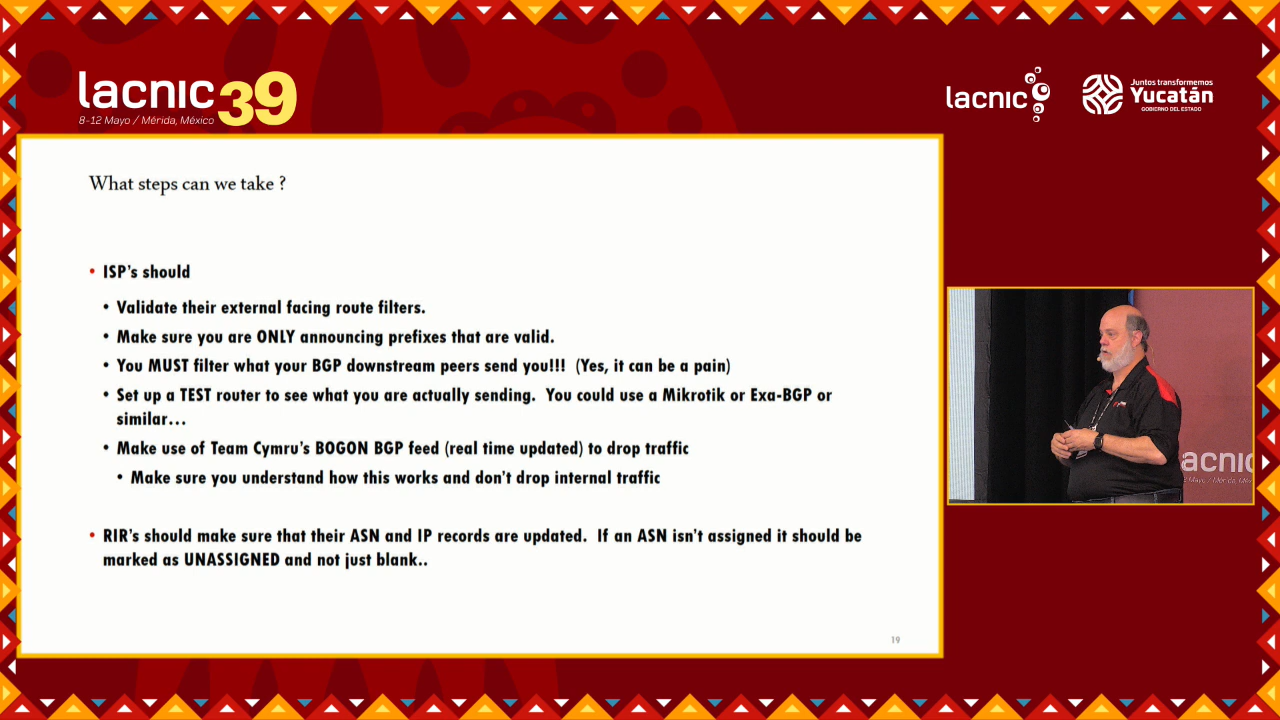 lacnic 39
8-12 Mayo / Mérida, México
lacnic
Juntos transformemos
Yucatán
GOBIERNO DEL ESTADO
What steps can we take ?
• ISP's should
• Validate their external facing route filters.
• Make sure you are ONLY announcing prefixes that are valid.
• You MUST filter what your BGP downstream peers send you!!! (Yes, it can be a pain)
• Set up a TEST router to see what you are actually sending. You could use a Mikrotik or Exa-BGP or
similar…
• Make use of Team Cymru's BOGON BGP feed (real time updated) to drop traffic
• Make sure you understand how this works and don't drop internal traffic
• RIR's should make sure that their ASN and IP records are updated. If an ASN isn't assigned it should be
marked as UNASSIGNED and not just blank..
19
acnic